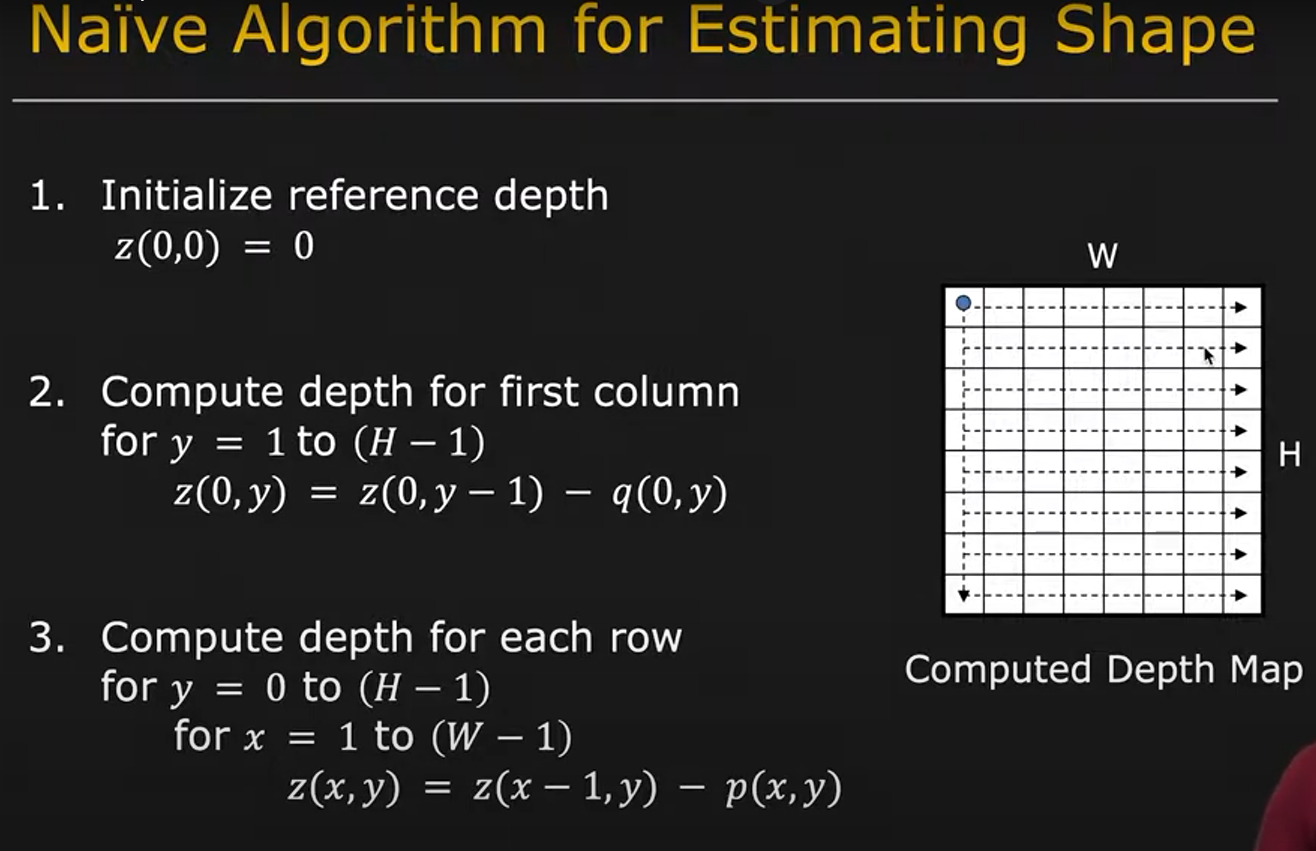 Naïve Algorithm for Estimating Shape
1. Initialize reference depth
z(0,0) = 0
2. Compute depth for first column
for y = 1 to (H − 1)
z(0, y) = z(0, y − 1) − q(0, y)
3. Compute depth for each row
for y = 0 to (H − 1)
for x = 1 to (W − 1)
z(x, y) = z(x − 1, y) − p(x, y)
W
H
Computed Depth Map